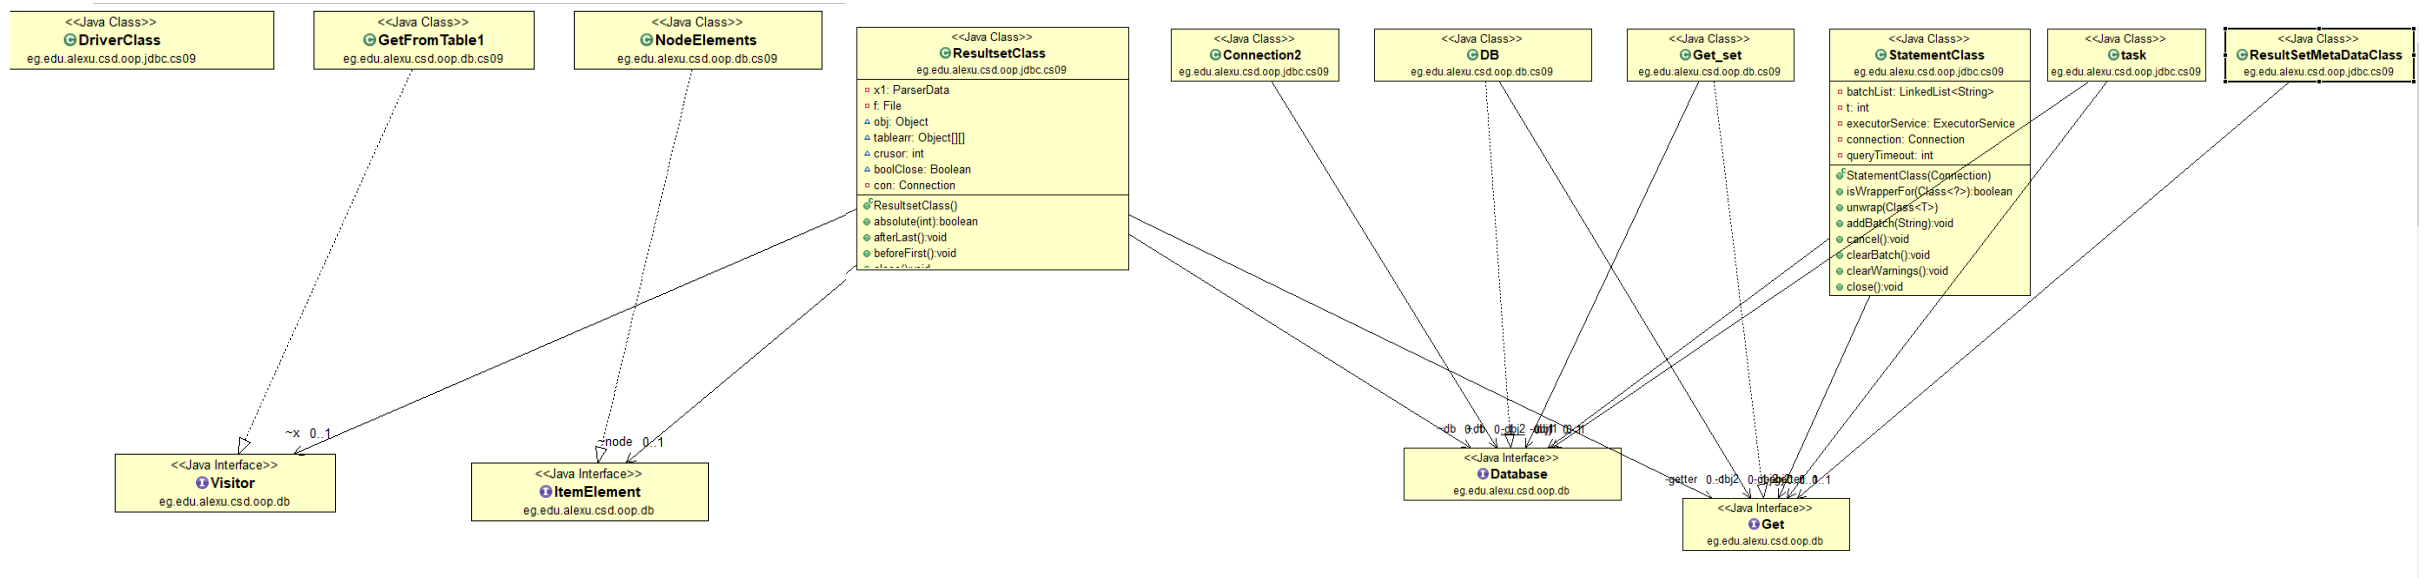 <<Java Class>>
DriverClass
eg.edu.alexu.csd.oop.jdbc.cs09
<<Java Class>>
GetFromTable1
eg.edu.alexu.csd.oop.db.cs09
<<Java Class>>
NodeElements
eg.edu.alexu.csd.oop.db.cs09
<<Java Class>>
ResultsetClass
eg.edu.alexu.csd.oop.jdbc.cs09
x1: ParserData
f: File
obj: Object
tablearr: Object[][]
crusor: int
boolClose: Boolean
con: Connection
ResultsetClass()
absolute(int):boolean
afterLast():void
beforeFirst():void
<<Java Class>>
Connection2
eg.edu.alexu.csd.oop.jdbc.cs09
<<Java Class>>
DB
eg.edu.alexu.csd.oop.db.cs09
<<Java Class>>
Get_set
eg.edu.alexu.csd.oop.db.cs09
<<Java Class>>
StatementClass
eg.edu.alexu.csd.oop.jdbc.cs09
batchList: LinkedList<String>
t: int
executorService: ExecutorService
connection: Connection
queryTimeout: int
StatementClass(Connection)
isWrapperFor(Class<?>):boolean
unwrap(Class<T>)
addBatch(String):void
cancel():void
clearBatch():void
clearWarnings():void
close():void
<<Java Class>>
task
eg.edu.alexu.csd.oop.jdbc.cs09
<<Java Class>>
ResultSetMetaDataClass
eg.edu.alexu.csd.oop.jdbc.cs09
~x 0..1
~node 0..1
~db
-getter
<<Java Interface>>
Visitor
eg.edu.alexu.csd.oop.db
<<Java Interface>>
ItemElement
eg.edu.alexu.csd.oop.db
<<Java Interface>>
Database
eg.edu.alexu.csd.oop.db
<<Java Interface>>
Get
eg.edu.alexu.csd.oop.db